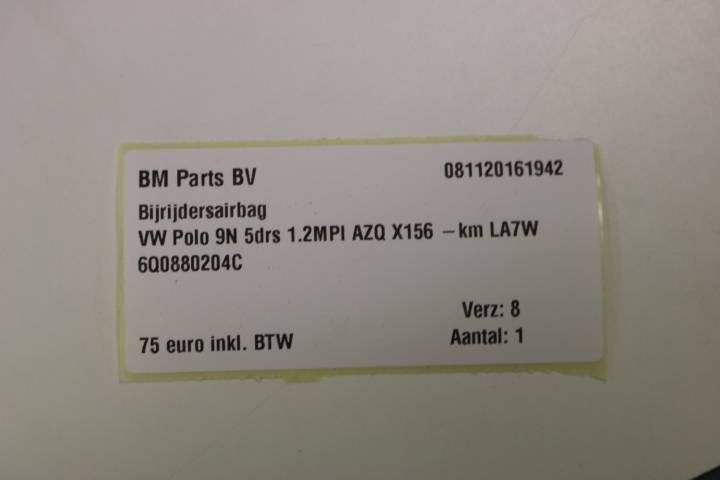 BM Parts BV 081120161942
Bijrijdersairbag
VW Polo 9N 5drs 1.2MPI AZQ X156 -km LA7W
6Q0880204C
Verz: 8
75 euro inkl. BTW Aantal: 1